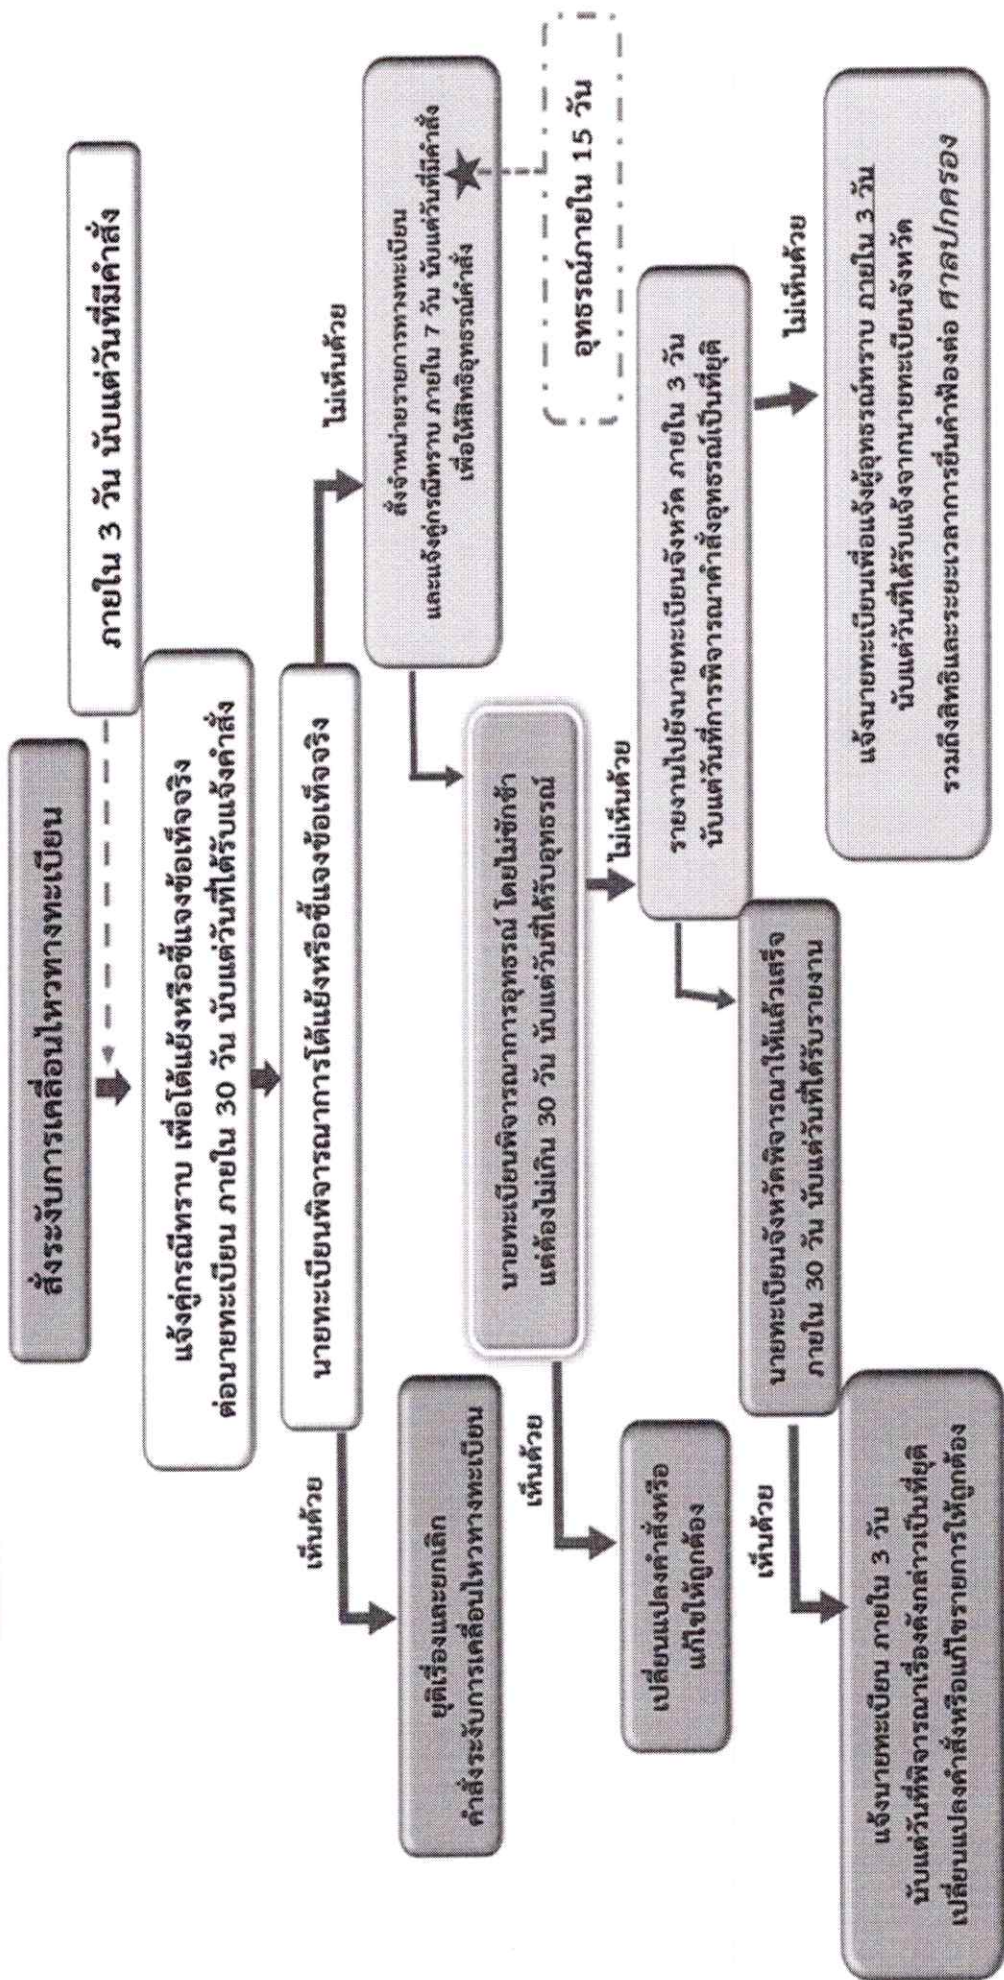 สั่งระงับการเคลื่อนไหวทางทะเบียน
ภายใน 3 วัน นับแต่วันที่มีคำสั่ง
แจ้งคู่กรณีทราบ เพื่อโต้แย้งหรือชี้แจงข้อเท็จจริง
ต่อนายทะเบียน ภายใน 30 วัน นับแต่วันที่ได้รับแจ้งคำสั่ง
นายทะเบียนพิจารณาการโต้แย้งหรือชี้แจงข้อเท็จจริง
เห็นด้วย
ไม่เห็นด้วย
ยุติเรื่องและยกเลิก
คำสั่งระงับการเคลื่อนไหวทางทะเบียน
สั่งจำหน่ายรายการทางทะเบียน
และแจ้งคู่กรณีทราบ ภายใน 7 วัน นับแต่วันที่มีคำสั่ง
เพื่อให้สิทธิอุทธรณ์คำสั่ง
อุทธรณ์ภายใน 15 วัน
นายทะเบียนพิจารณาการอุทธรณ์ โดยไม่ชักช้า
แต่ต้องไม่เกิน 30 วัน นับแต่วันที่ได้รับอุทธรณ์
เห็นด้วย
ไม่เห็นด้วย
เปลี่ยนแปลงคำสั่งหรือ
แก้ไขให้ถูกต้อง
รายงานไปยังนายทะเบียนจังหวัด ภายใน 3 วัน
นับแต่วันที่การพิจารณาคำสั่งอุทธรณ์เป็นที่ยุติ
นายทะเบียนจังหวัดพิจารณาให้แล้วเสร็จ
ภายใน 30 วัน นับแต่วันที่ได้รับรายงาน
เห็นด้วย
ไม่เห็นด้วย
แจ้งนายทะเบียน ภายใน 3 วัน
นับแต่วันที่พิจารณาเรื่องดังกล่าวเป็นที่ยุติ
เปลี่ยนแปลงคำสั่งหรือแก้ไขรายการให้ถูกต้อง
แจ้งนายทะเบียนเพื่อแจ้งผู้อุทธรณ์ทราบ ภายใน 3 วัน
นับแต่วันที่ได้รับแจ้งจากนายทะเบียนจังหวัด
รวมถึงสิทธิและระยะเวลาการยื่นคำฟ้องต่อ ศาลปกครอง